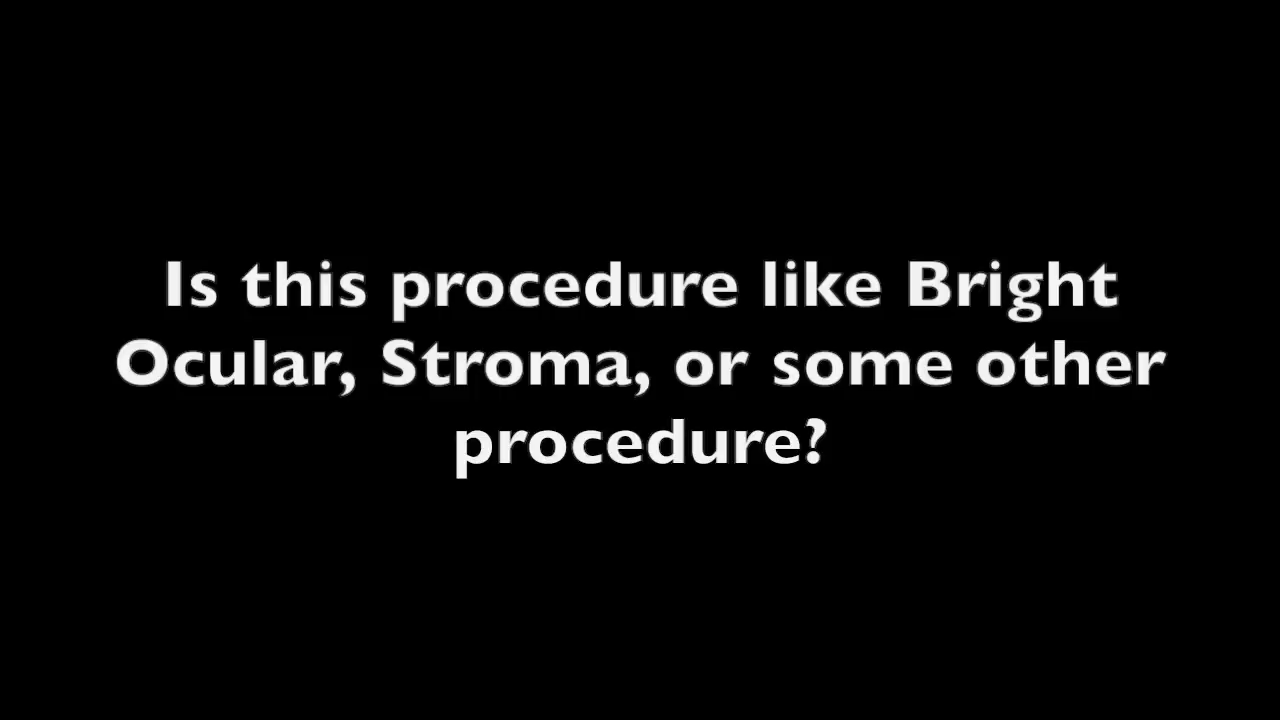 Is this procedure like Bright
Ocular, Stroma, or some other
procedure?